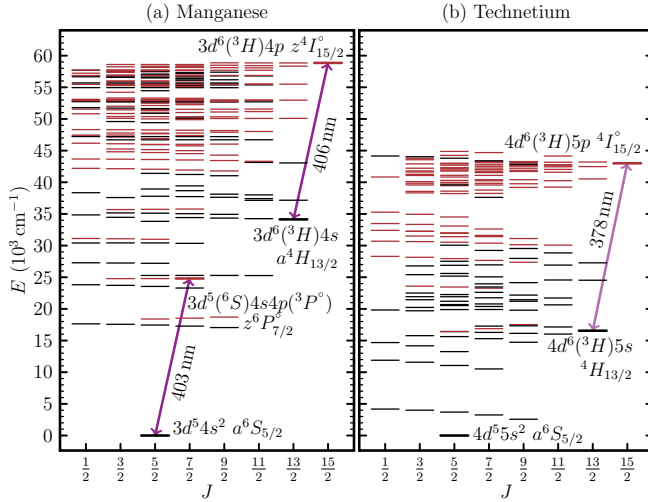 (a) Manganese
(b) Technetium
E (10³ cm⁻¹)
60
55
50
45
40
35
30
25
20
15
10
5
0
3d⁶(³H)4p z⁴I°₁₅/₂
406 nm
3d⁶(³H)4s
a⁴H₁₃/₂
3d⁵(⁶S)4s4p(³P°)
z⁶P°₇/₂
403 nm
3d⁵4s² a⁶S₅/₂
4d⁶(³H)5p ⁴I°₁₅/₂
378 nm
4d⁶(³H)5s
⁴H₁₃/₂
4d⁵5s² a⁶S₅/₂
1/2 3/2 5/2 7/2 9/2 11/2 13/2 15/2
J
1/2 3/2 5/2 7/2 9/2 11/2 13/2 15/2
J